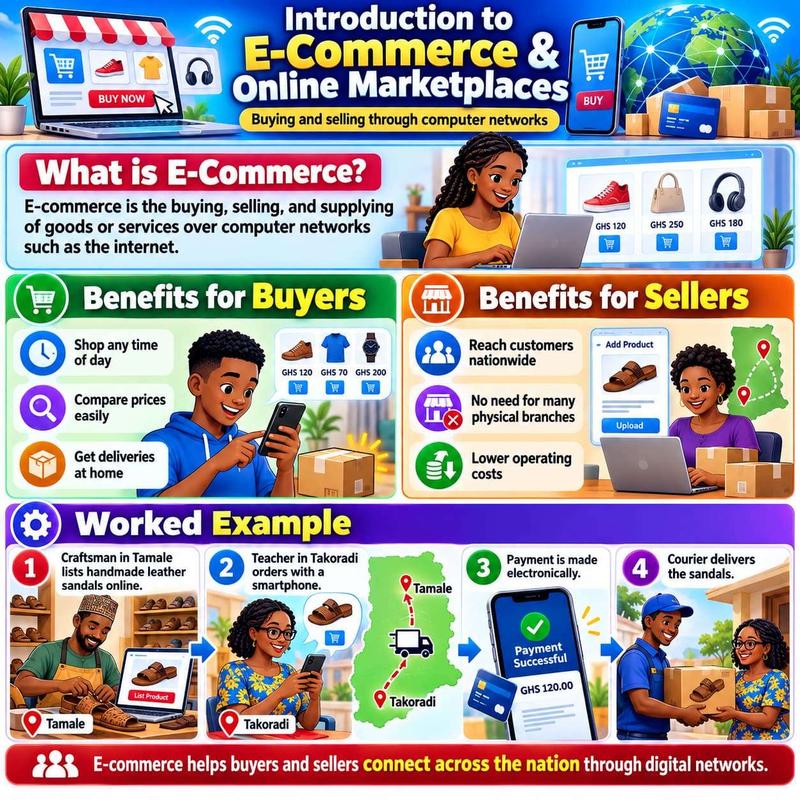 Introduction to
E-Commerce &
Online Marketplaces
Buying and selling through computer networks
BUY NOW
BUY
What is E-Commerce?
E-commerce is the buying, selling, and supplying
of goods or services over computer networks
such as the internet.
GHS 120
GHS 250
GHS 180
Benefits for Buyers
Shop any time
of day
Compare prices
easily
Get deliveries
at home
GHS 120
GHS 70
GHS 200
Benefits for Sellers
Reach customers
nationwide
No need for many
physical branches
Lower operating
costs
Add Product
Upload
Worked Example
1
Craftsman in Tamale
lists handmade leather
sandals online.
List Product
Tamale
2
Teacher in Takoradi
orders with a
smartphone.
Takoradi
Tamale
Takoradi
3
Payment is made
electronically.
Payment
Successful
GHS 120.00
4
Courier delivers
the sandals.
E-commerce helps buyers and sellers connect across the nation through digital networks.